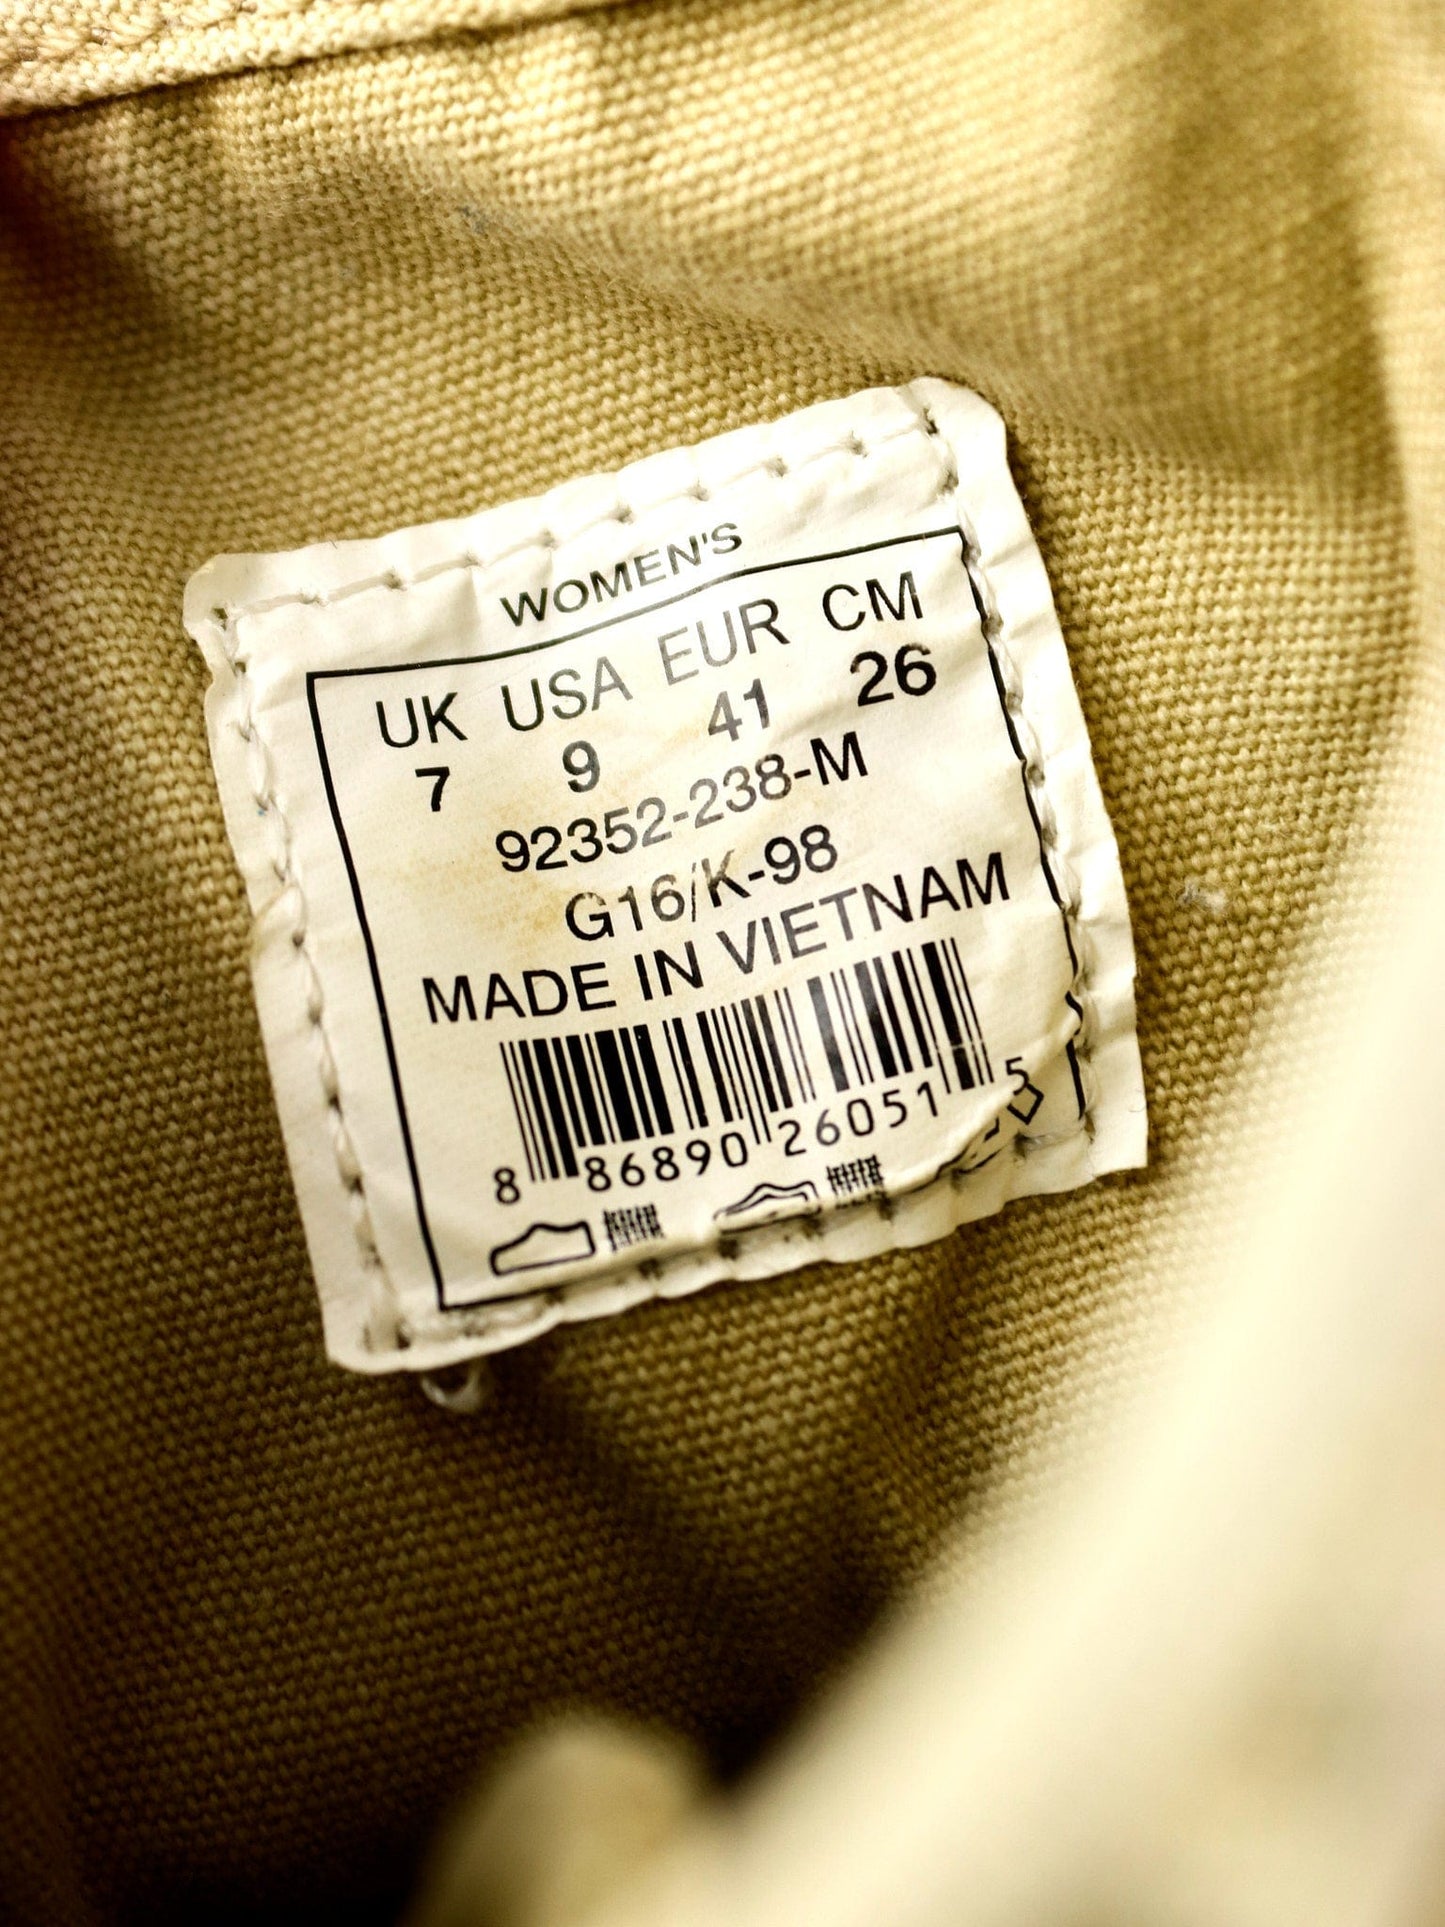 WOMEN'S
UK USA EUR CM
7 9 41 26
92352-238-M
G16/K-98
MADE IN VIETNAM
8 86890 26051 5